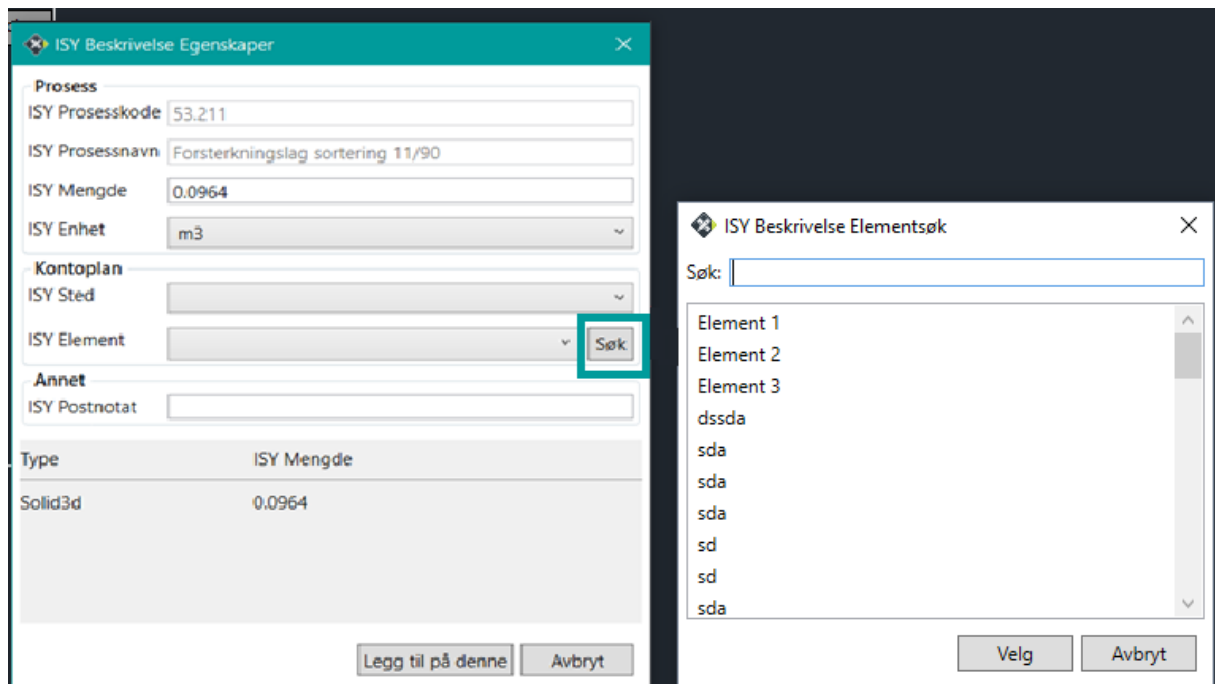 ISY Beskrivelse Egenskaper
Prosess
ISY Prosesskode 53.211
ISY Prosessnavn Forsterkningslag sortering 11/90
ISY Mengde 0.0964
ISY Enhet m3
Kontoplan
ISY Sted
ISY Element Søk
Annet
ISY Postnotat
Type ISY Mengde
Solid3d 0.0964
Legg til på denne Avbryt
ISY Beskrivelse Elementsøk
Søk:
Element 1
Element 2
Element 3
dssda
sda
sda
sda
sd
sd
sda
Velg Avbryt